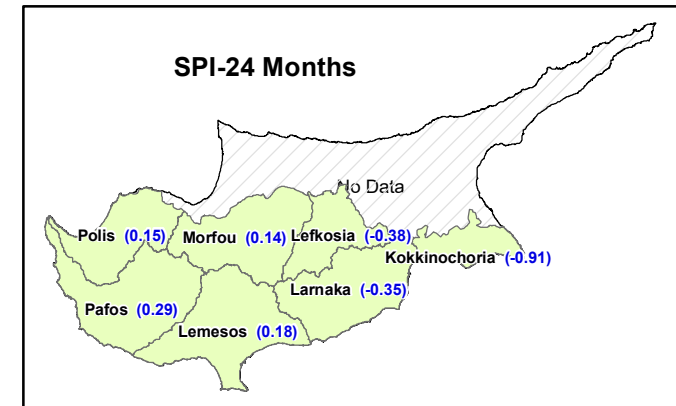 SPI-24 Months
No Data
Polis (0.15)
Morfou (0.14)
Lefkosia (-0.38)
Kokkinochoria (-0.91)
Larnaka (-0.35)
Pafos (0.29)
Lemesos (0.18)